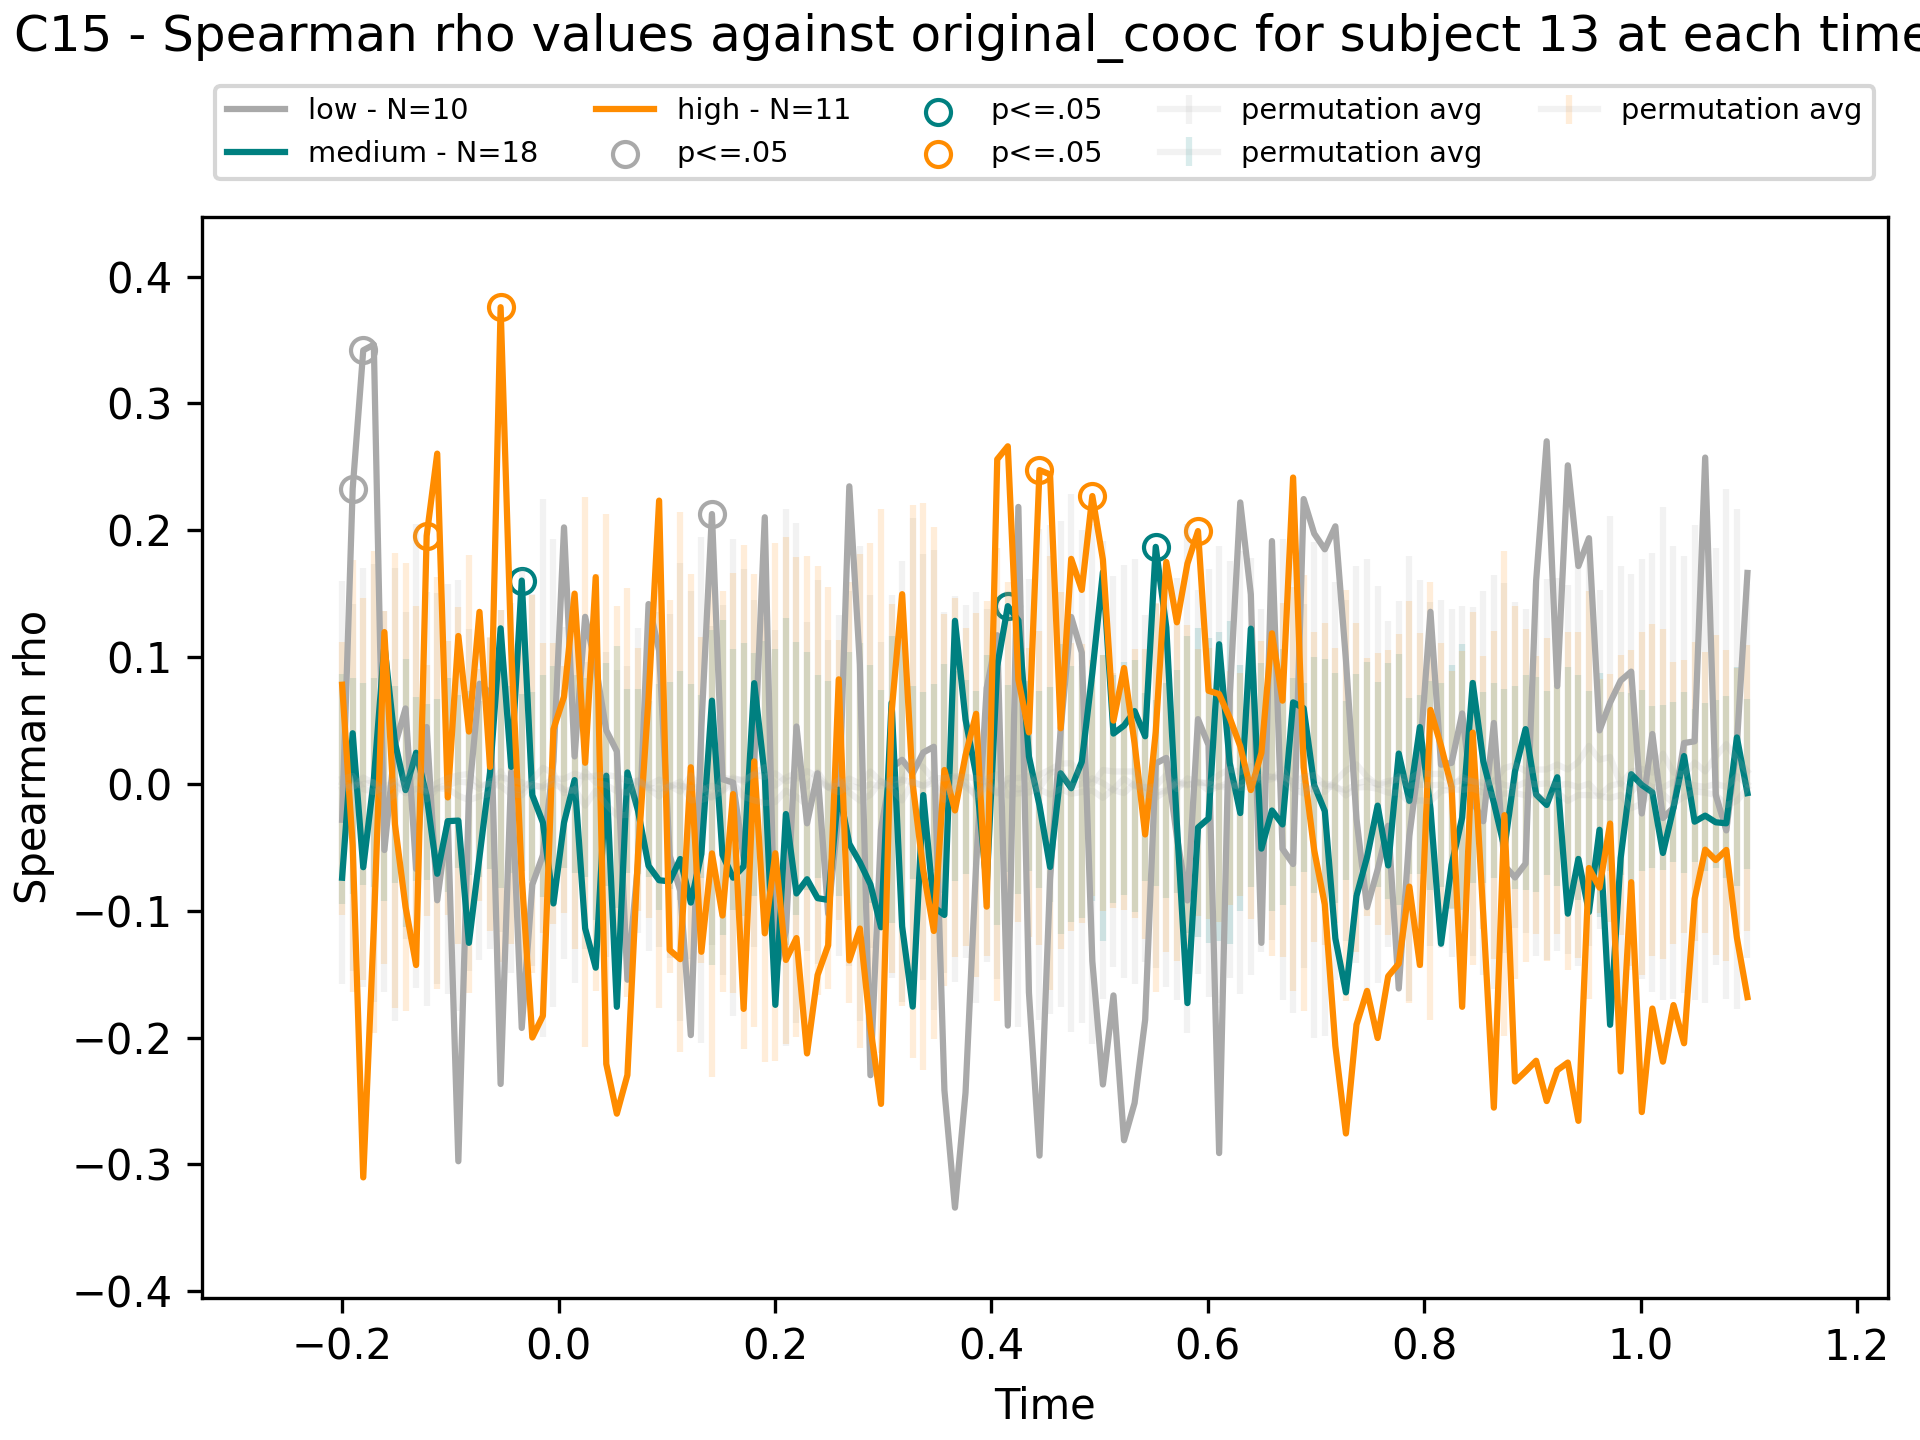 C15 - Spearman rho values against original_cooc for subject 13 at each time
low - N=10 high - N=11 p<=.05 permutation avg permutation avg
medium - N=18 p<=.05 p<=.05 permutation avg
Spearman rho
0.4
0.3
0.2
0.1
0.0
−0.1
−0.2
−0.3
−0.4
−0.2 0.0 0.2 0.4 0.6 0.8 1.0 1.2
Time